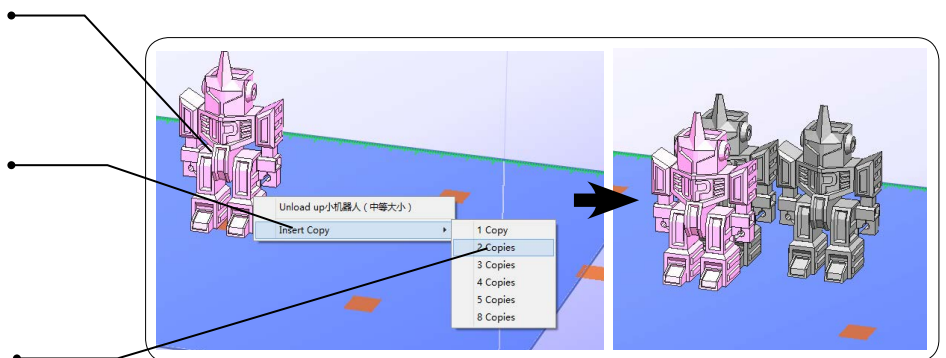 Unload up小机器人（中等大小）
Insert Copy
1 Copy
2 Copies
3 Copies
4 Copies
5 Copies
8 Copies